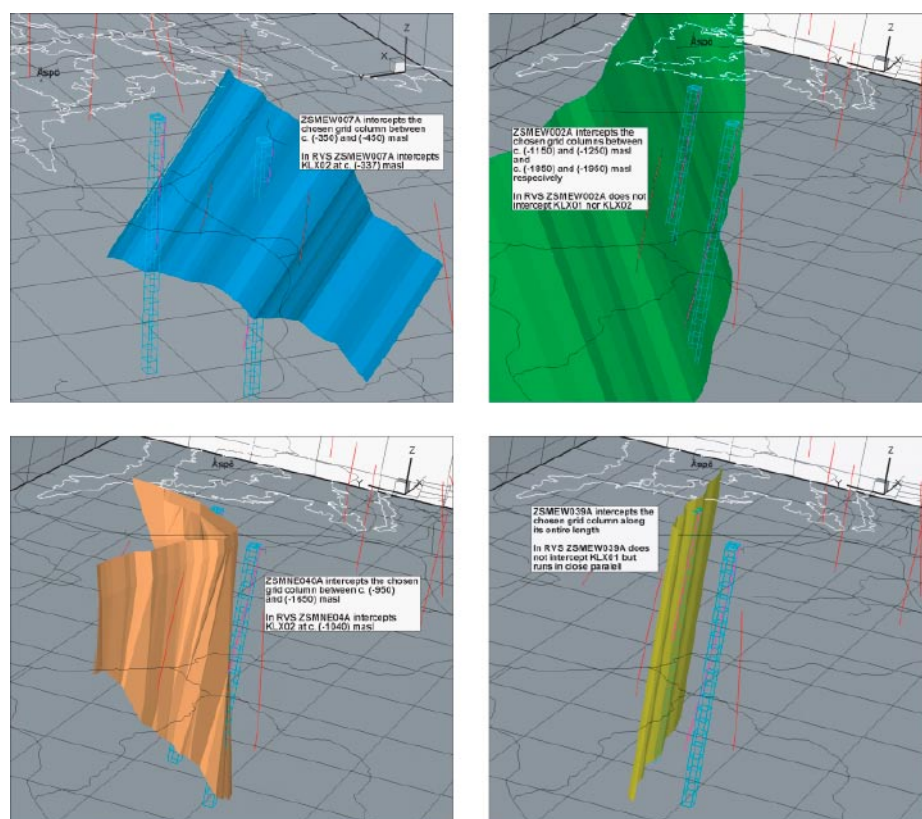 Äspö
Z
Y
X
ZSMEW007A intercepts the
chosen grid column between
c. (-350) and (-450) masl
In RVS ZSMEW007A intercepts
KLX02 at c. (-337) masl
Z
Y
X
ZSMEW002A intercepts the
chosen grid columns between
c. (-1150) and (-1250) masl
and
c. (-1850) and (-1960) masl
respecively
In RVS ZSMEW002A does not
intercept KLX01 nor KLX02
Äspö
Äspö
Z
Y
X
ZSMNE040A intercepts the chosen
grid column between c. (-950)
and (-1650) masl
In RVS ZSMNE04A intercepts
KLX02 at c. (-1040) masl
Äspö
Z
Y
X
ZSMEW039A intercepts the
chosen grid column along
its entire length
In RVS ZSMEW039A does
not intercept KLX01 but
runs in close paralell